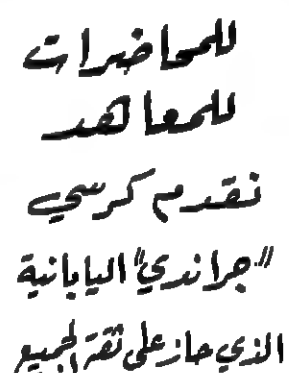 للمحاضرات
للمعاهد
نقدم كرسي
"جراندي" اليابانية
الذي حاز على ثقة الجميع